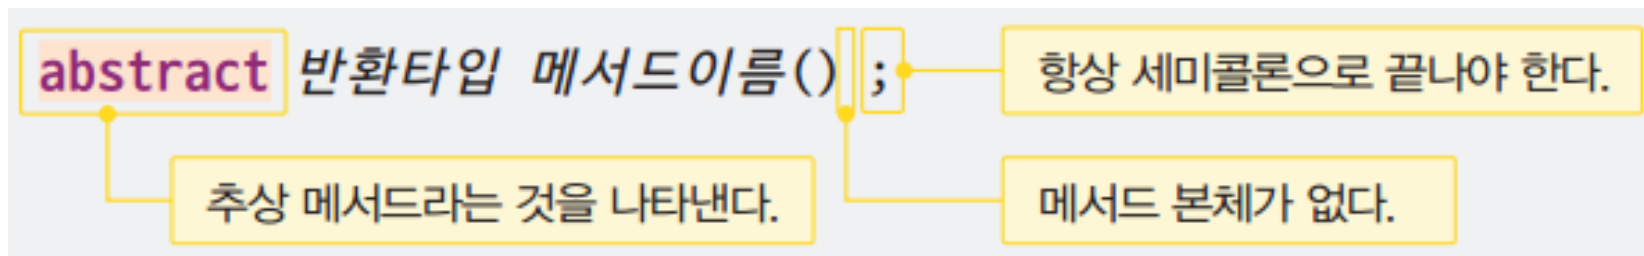 abstract 반환타입 메서드이름() ;
항상 세미콜론으로 끝나야 한다.
추상 메서드라는 것을 나타낸다.
메서드 본체가 없다.